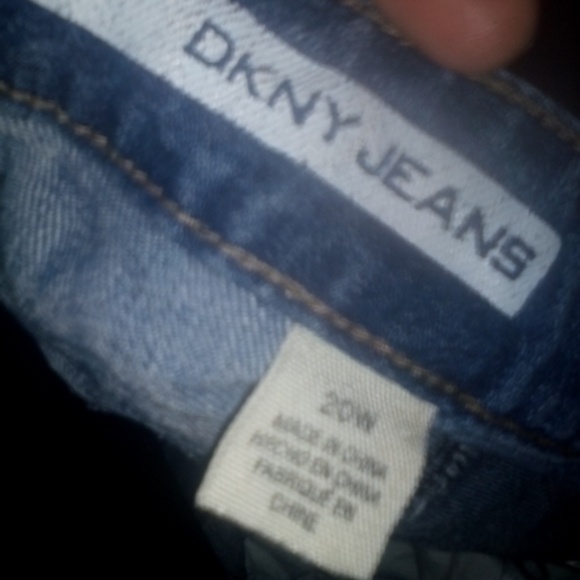 DKNY JEANS
20W
MADE IN CHINA
HECHO EN CHINA
FABRIQUÉ EN
CHINE